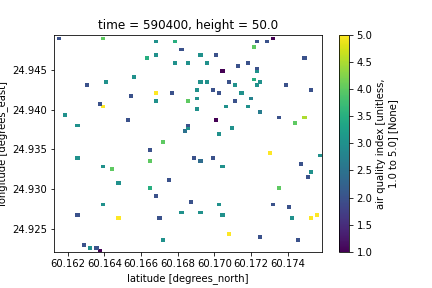 time = 590400, height = 50.0
24.945
24.940
24.935
24.930
24.925
longitude [degrees_east]
60.162 60.164 60.166 60.168 60.170 60.172 60.174
latitude [degrees_north]
5.0
4.5
4.0
3.5
3.0
2.5
2.0
1.5
1.0
air quality index [unitless,
1.0 to 5.0] [None]